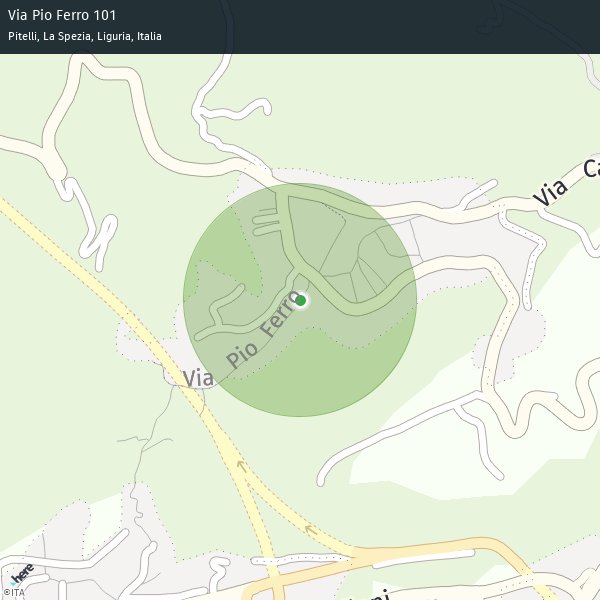 Via Pio Ferro 101
Pitelli, La Spezia, Liguria, Italia
Via Ca
Via Pio Ferro
here
©ITA